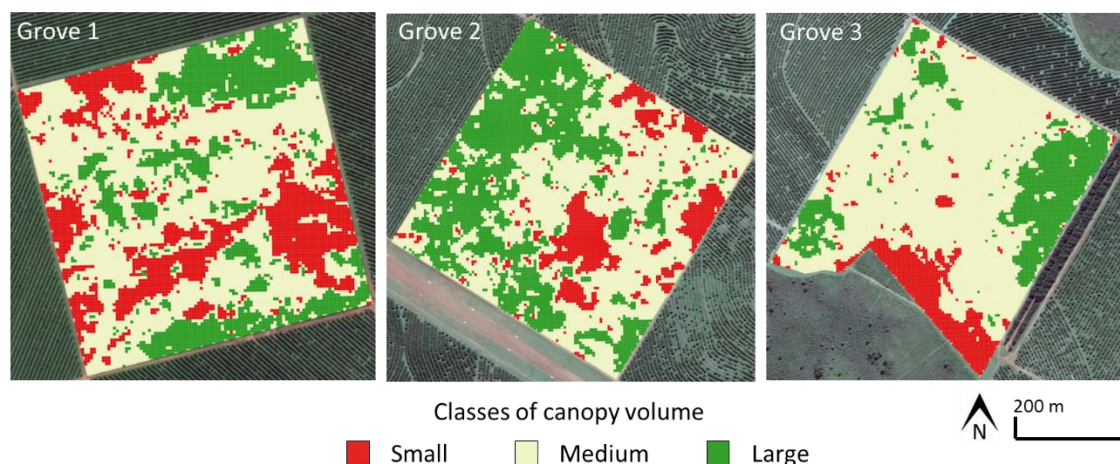 Grove 1
Grove 2
Grove 3
Classes of canopy volume
Small
Medium
Large
N
200 m